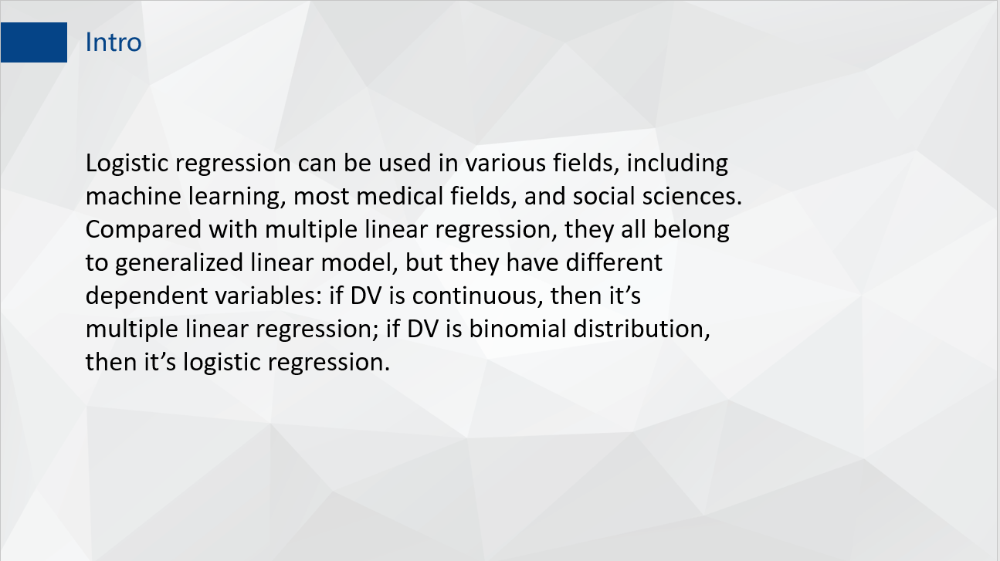 Intro
Logistic regression can be used in various fields, including
machine learning, most medical fields, and social sciences.
Compared with multiple linear regression, they all belong
to generalized linear model, but they have different
dependent variables: if DV is continuous, then it’s
multiple linear regression; if DV is binomial distribution,
then it’s logistic regression.